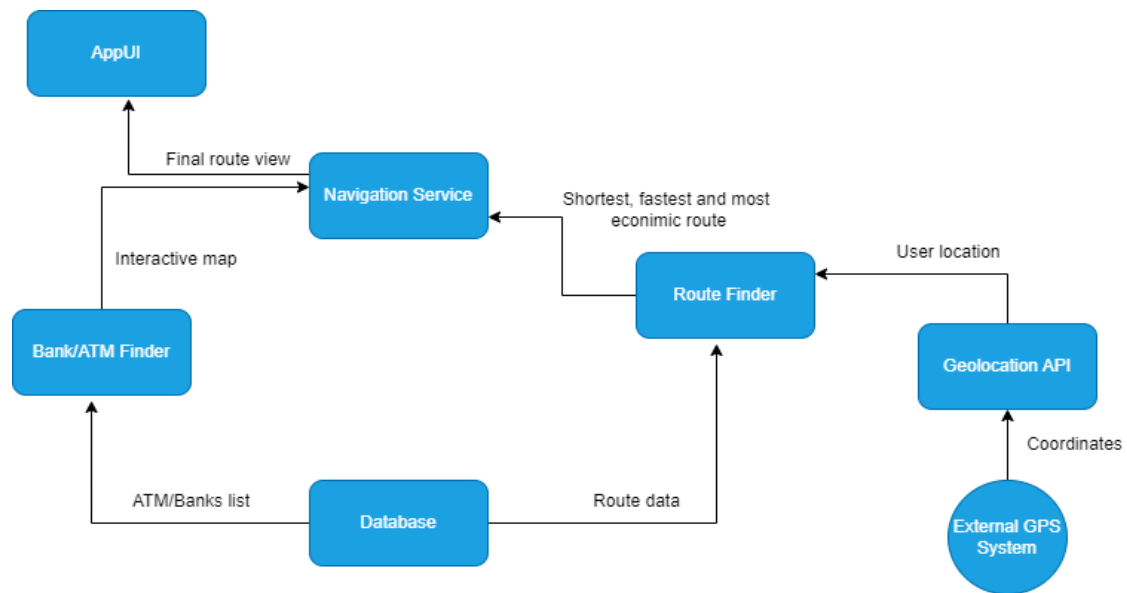 AppUI
Final route view
Navigation Service
Shortest, fastest and most
econimic route
Interactive map
User location
Route Finder
Bank/ATM Finder
Geolocation API
Coordinates
ATM/Banks list
Route data
Database
External GPS
System